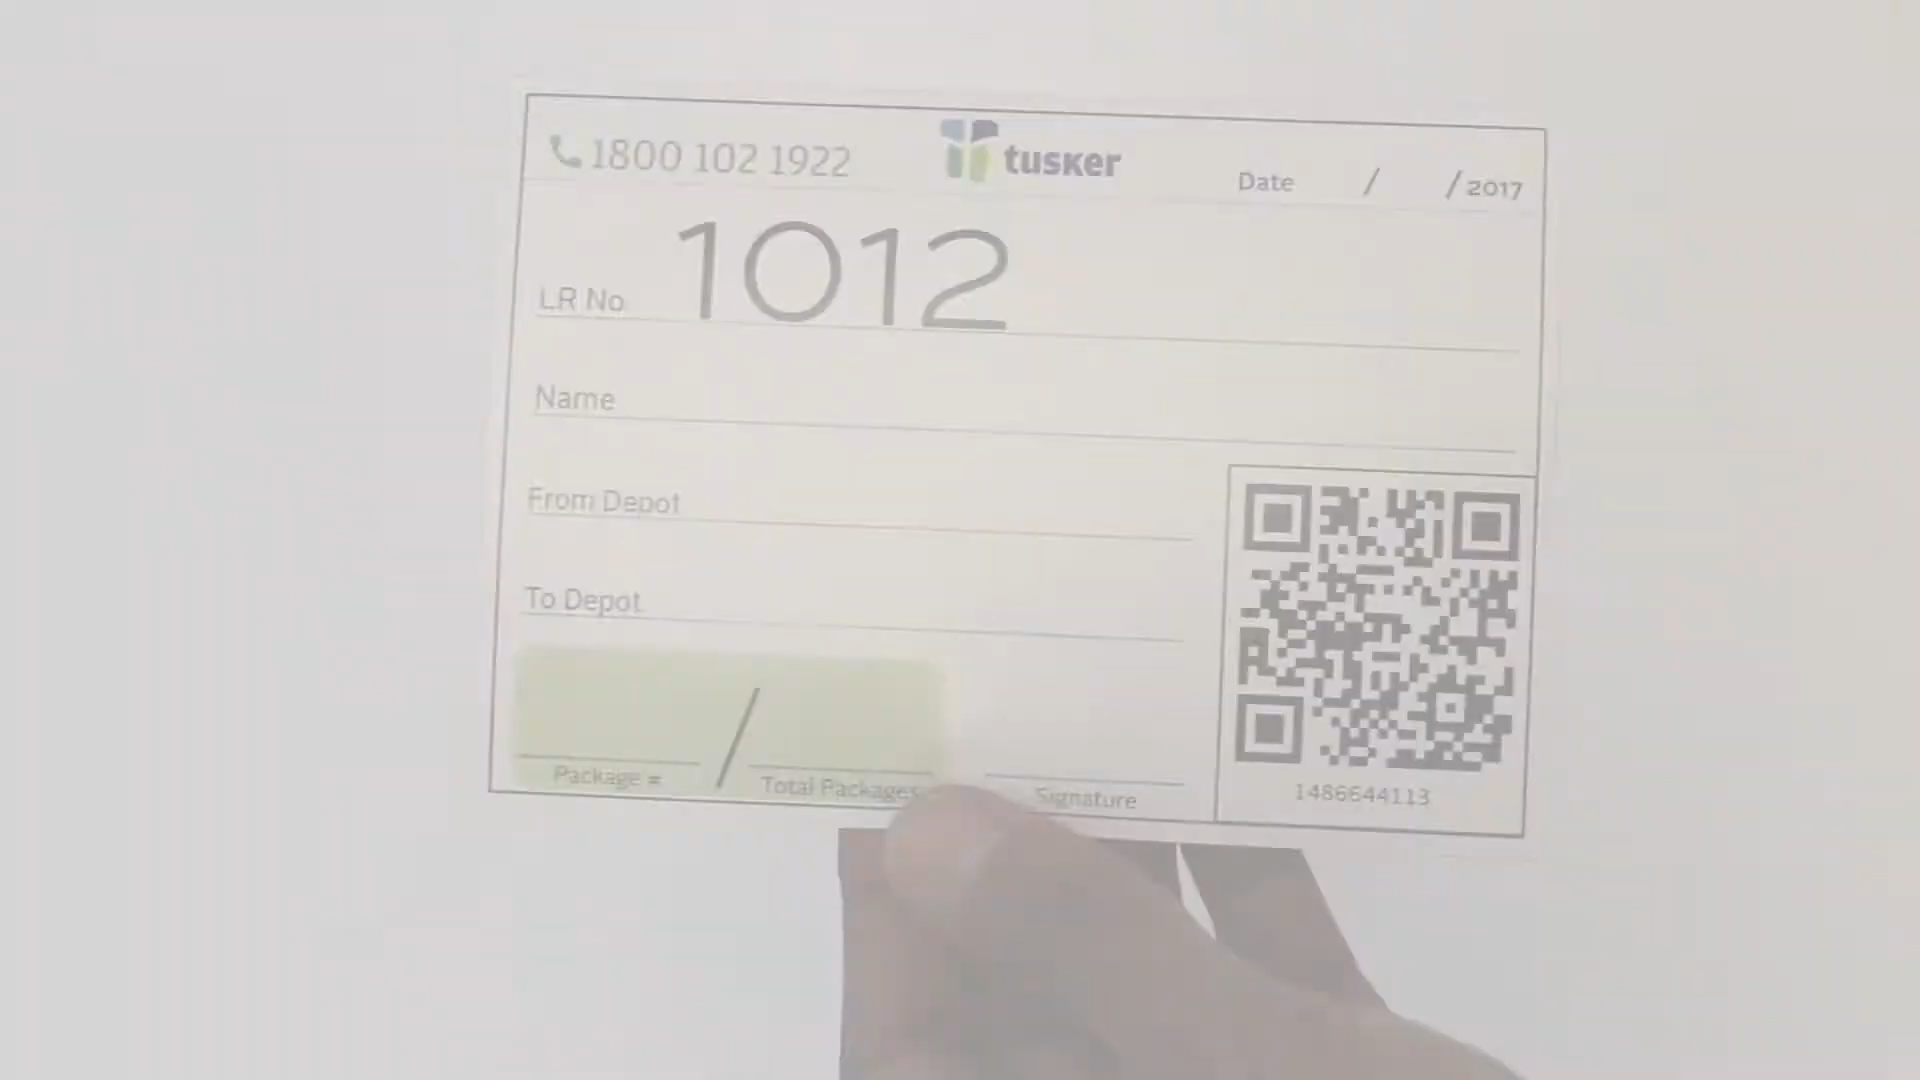 1800 102 1922
tusker
Date / / 2017
LR No 1012
Name
From Depot
To Depot
/
Package # Total Packages Signature
1486644113